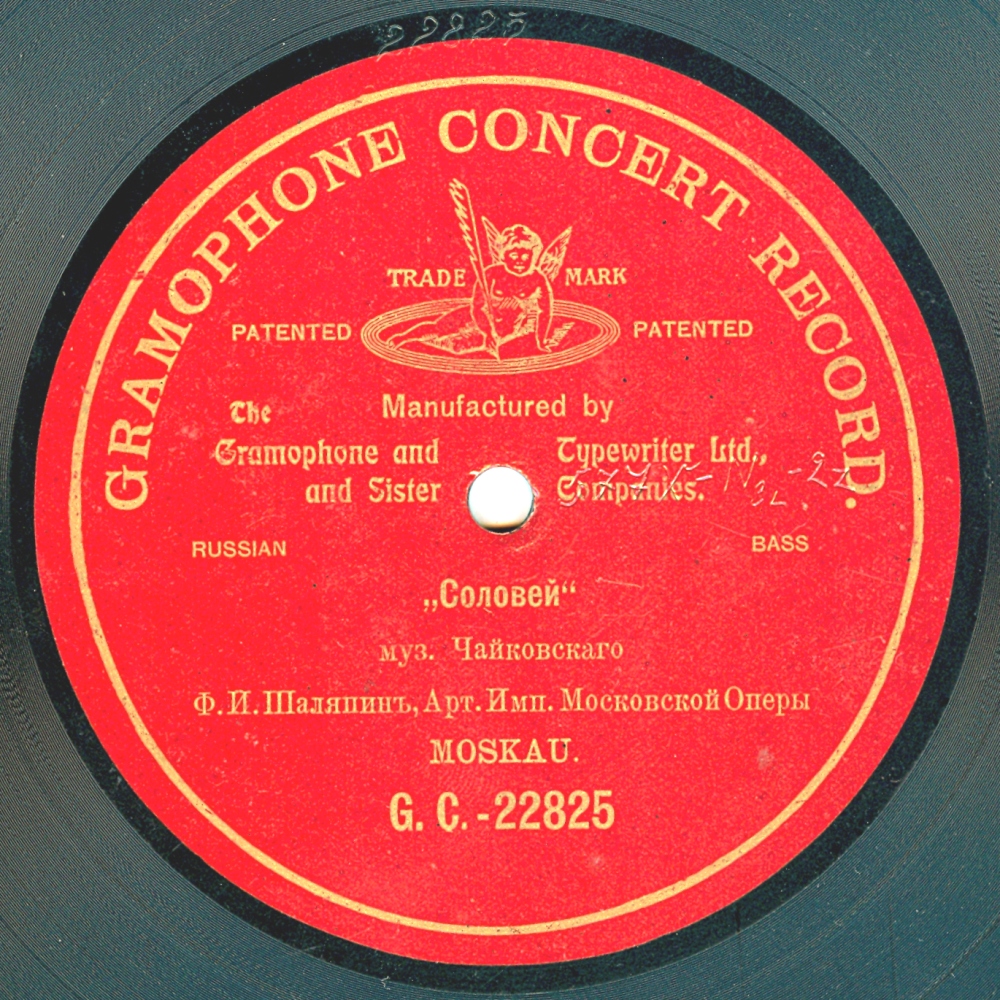 22825
GRAMOPHONE CONCERT RECORD.
TRADE MARK
PATENTED PATENTED
Manufactured by
The
Gramophone and Typewriter Ltd.,
and Sister Companies.
RUSSIAN BASS
„Соловей“
муз. Чайковскаго
Ф. И. Шаляпинъ, Арт. Имп. Московской Оперы
MOSKAU.
G. C.-22825